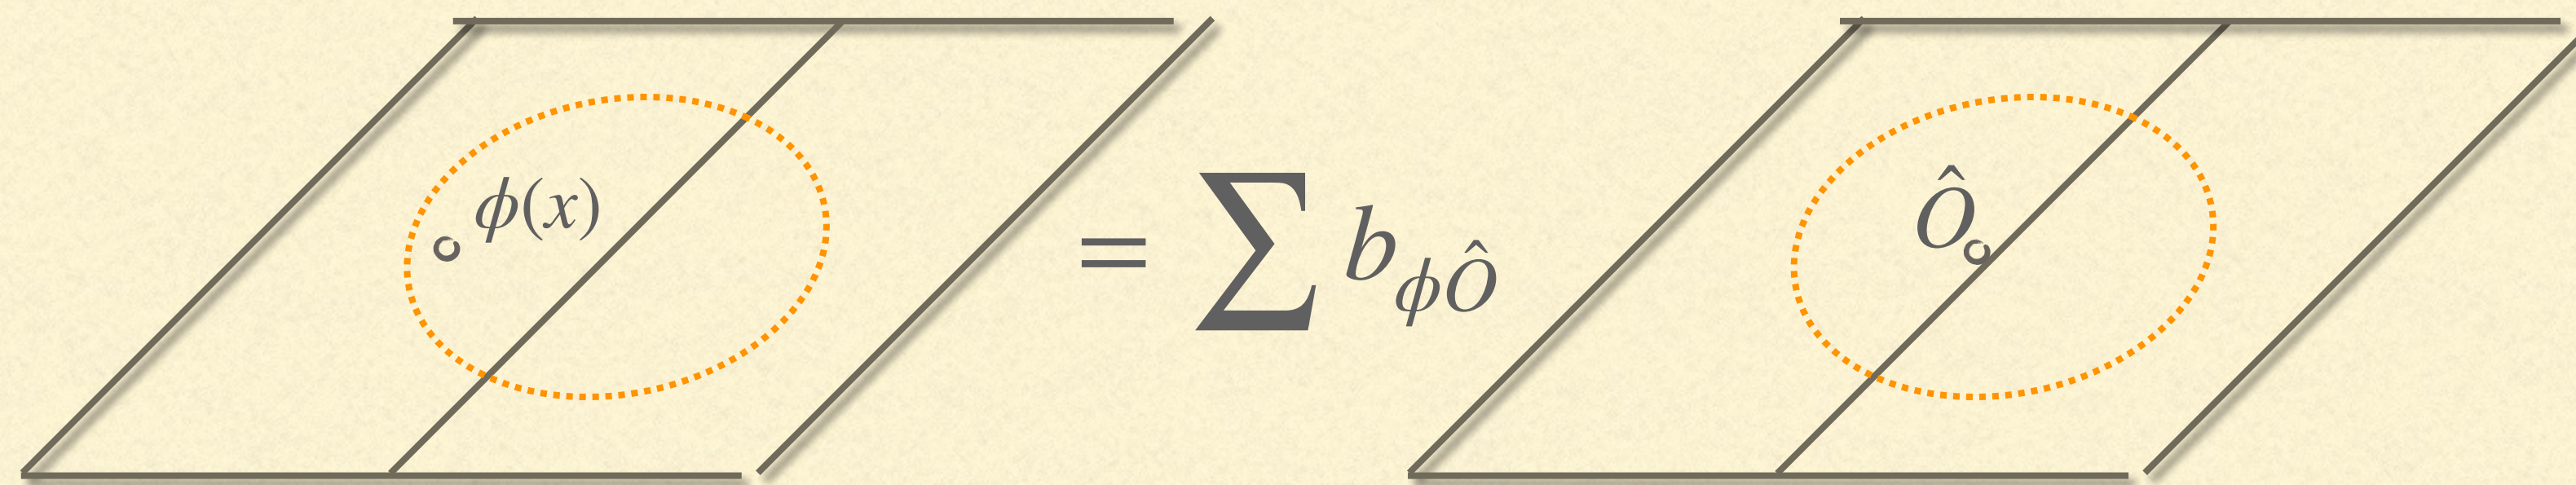 ϕ(x)
= ∑ b_{ϕÔ}
Ô